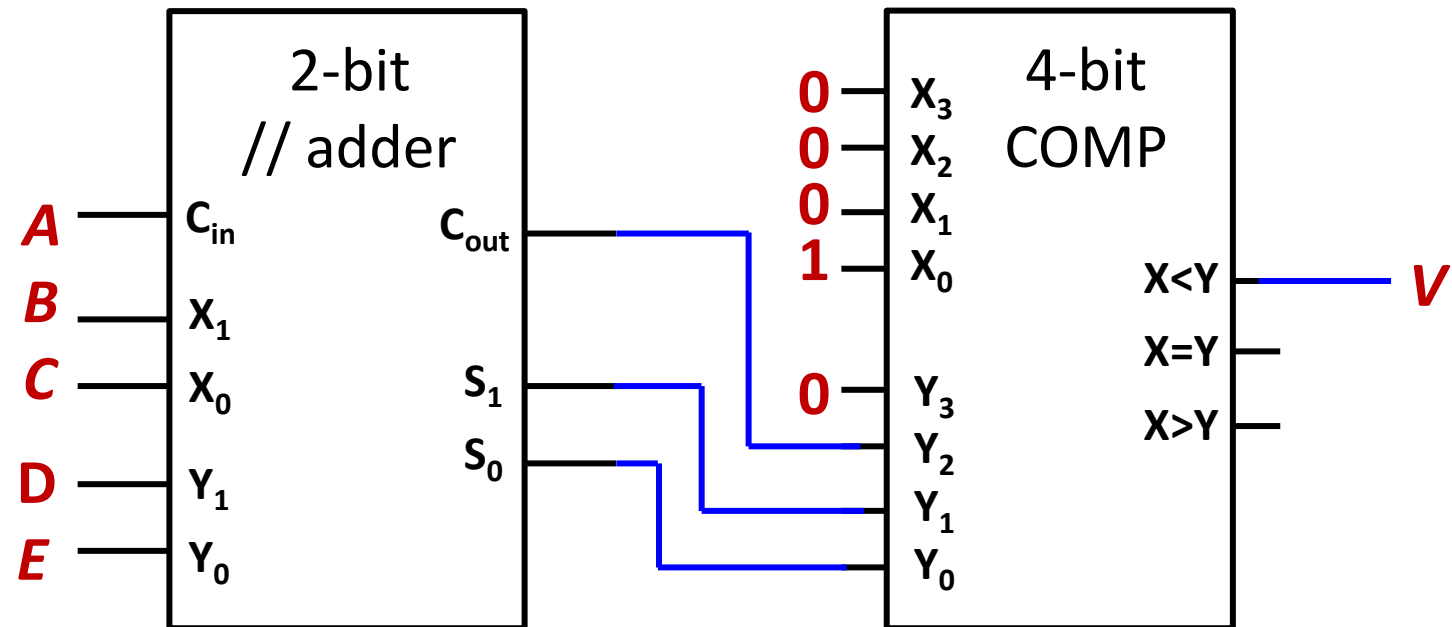 2-bit
// adder
A
B
C
D
E
C_in
X_1
X_0
Y_1
Y_0
C_out
S_1
S_0
4-bit
COMP
0 X_3
0 X_2
0 X_1
1 X_0
0 Y_3
Y_2
Y_1
Y_0
X<Y
X=Y
X>Y
V